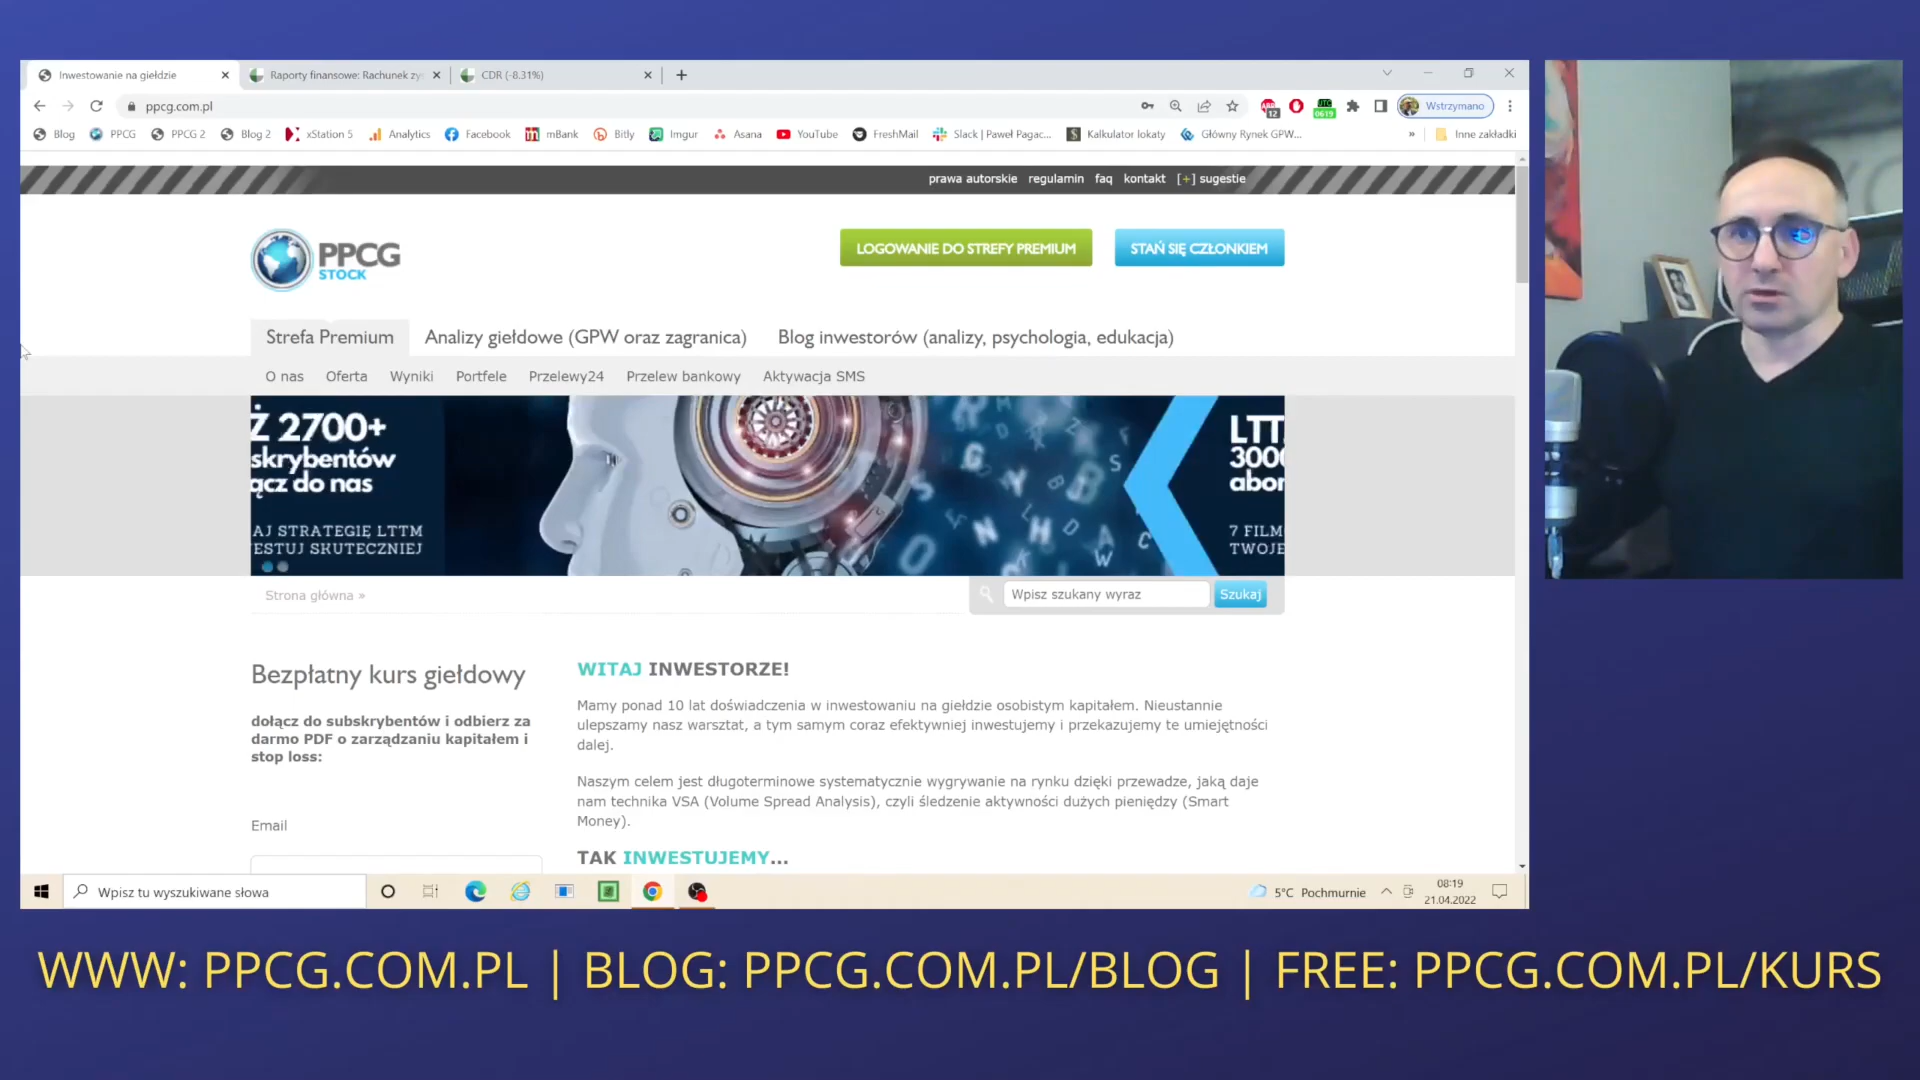 Inwestowanie na giełdzie
Raporty finansowe: Rachunek zy
CDR (-8.31%)
ppcg.com.pl
12
UTC
0619
Wstrzymano
Blog
PPCG
PPCG 2
Blog 2
xStation 5
Analytics
Facebook
mBank
Bitly
Imgur
Asana
YouTube
FreshMail
Slack | Paweł Pagac...
Kalkulator lokaty
Główny Rynek GPW...
»
Inne zakładki
prawa autorskie regulamin faq kontakt [+] sugestie
PPCG
STOCK
LOGOWANIE DO STREFY PREMIUM
STAŃ SIĘ CZŁONKIEM
Strefa Premium
Analizy giełdowe (GPW oraz zagranica)
Blog inwestorów (analizy, psychologia, edukacja)
O nas Oferta Wyniki Portfele Przelewy24 Przelew bankowy Aktywacja SMS
Ż 2700+
skrybentów
ącz do nas
AJ STRATEGIĘ LTTM
ESTUJ SKUTECZNIEJ
LTT
300
abor
7 FILM
TWOJE
Strona główna »
Wpisz szukany wyraz
Szukaj
Bezpłatny kurs giełdowy
dołącz do subskrybentów i odbierz za
darmo PDF o zarządzaniu kapitałem i
stop loss:
Email
WITAJ INWESTORZE!
Mamy ponad 10 lat doświadczenia w inwestowaniu na giełdzie osobistym kapitałem. Nieustannie
ulepszamy nasz warsztat, a tym samym coraz efektywniej inwestujemy i przekazujemy te umiejętności
dalej.
Naszym celem jest długoterminowe systematycznie wygrywanie na rynku dzięki przewadze, jaką daje
nam technika VSA (Volume Spread Analysis), czyli śledzenie aktywności dużych pieniędzy (Smart
Money).
TAK INWESTUJEMY...
Wpisz tu wyszukiwane słowa
5°C Pochmurnie
08:19
21.04.2022
WWW: PPCG.COM.PL | BLOG: PPCG.COM.PL/BLOG | FREE: PPCG.COM.PL/KURS